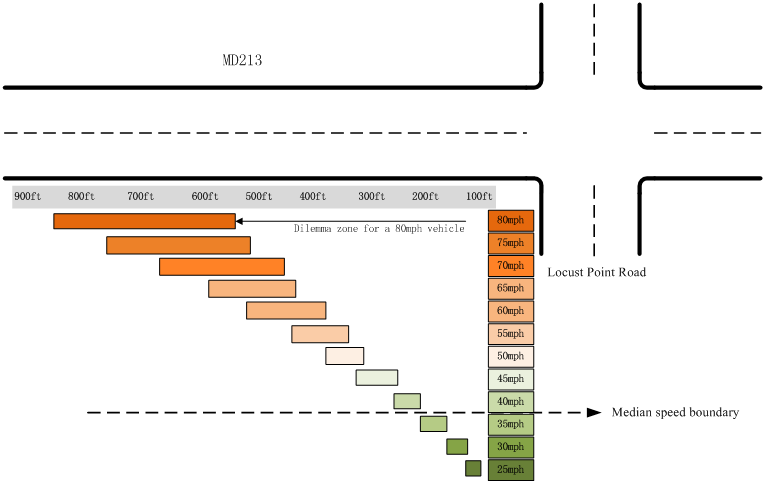 MD213
900ft 800ft 700ft 600ft 500ft 400ft 300ft 200ft 100ft
80mph
Dilemma zone for a 80mph vehicle
75mph
70mph
Locust Point Road
65mph
60mph
55mph
50mph
45mph
40mph
Median speed boundary
35mph
30mph
25mph